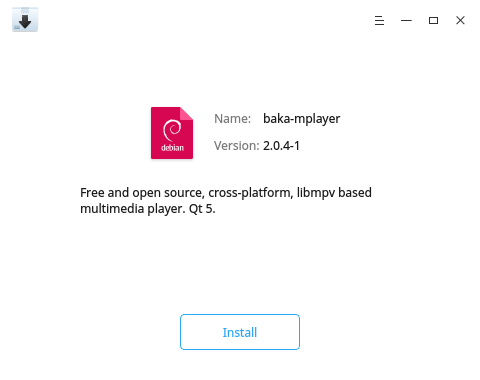 debian
Name: baka-mplayer
Version: 2.0.4-1
Free and open source, cross-platform, libmpv based
multimedia player. Qt 5.
Install